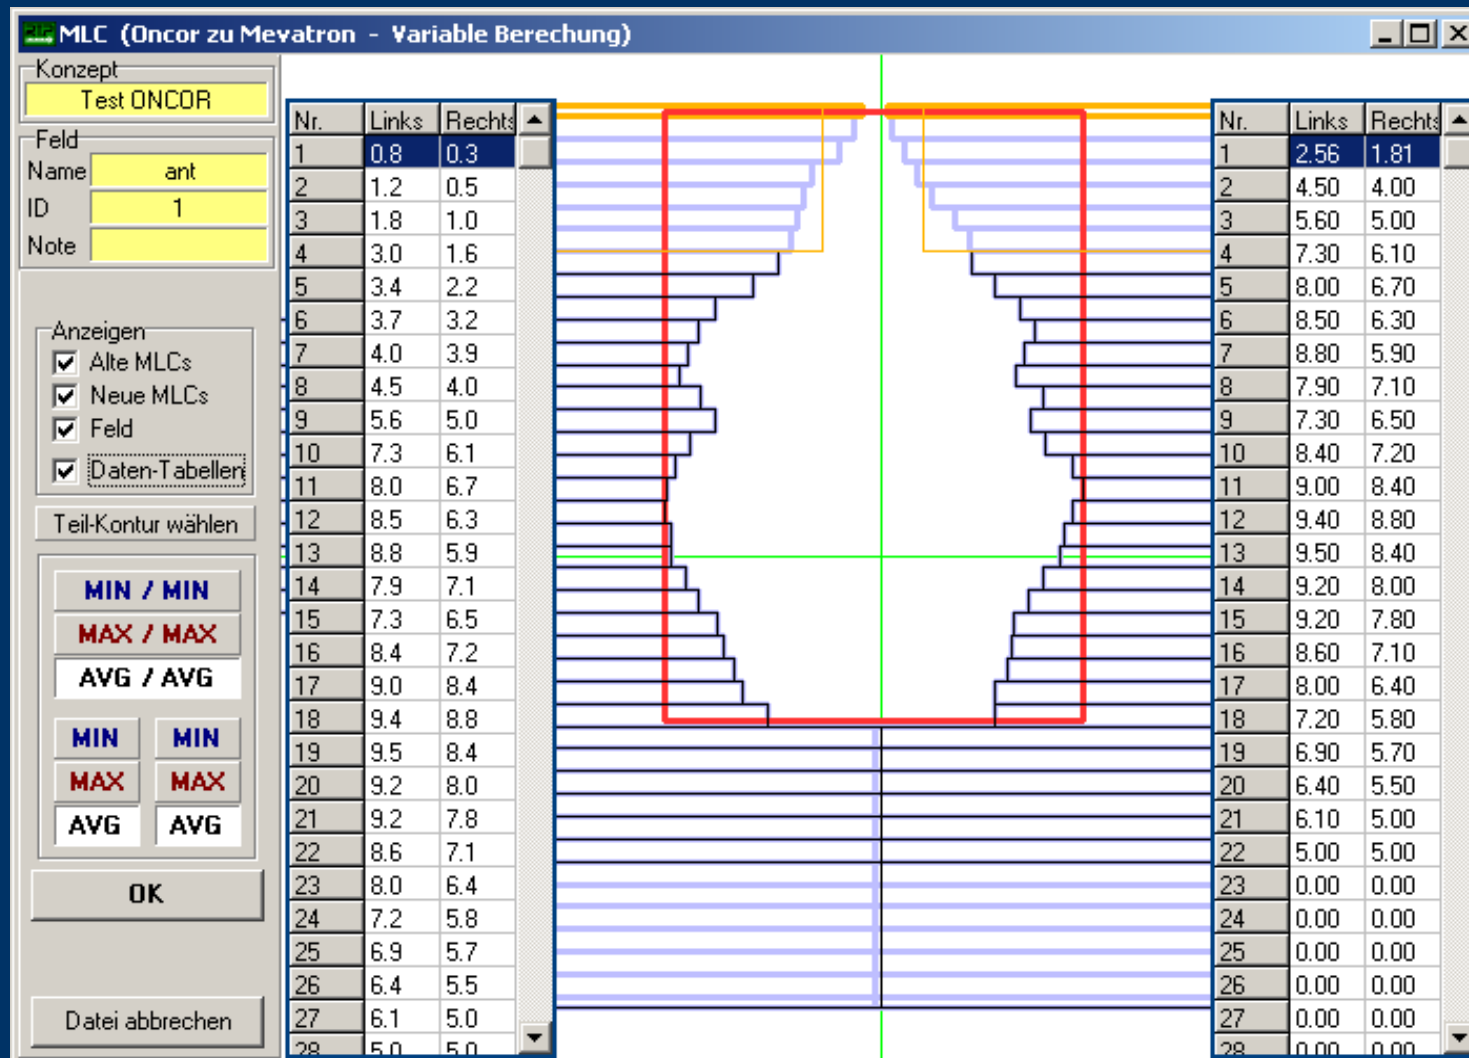 MLC (Oncor zu Mevatron - Variable Berechung)
Konzept
Test ONCOR
Feld
Name ant
ID 1
Note
Anzeigen
Alte MLCs
Neue MLCs
Feld
Daten-Tabellen
Teil-Kontur wählen
MIN / MIN
MAX / MAX
AVG / AVG
MIN MIN
MAX MAX
AVG AVG
OK
Datei abbrechen
Nr. Links Rechts
1 0.8 0.3
2 1.2 0.5
3 1.8 1.0
4 3.0 1.6
5 3.4 2.2
6 3.7 3.2
7 4.0 3.9
8 4.5 4.0
9 5.6 5.0
10 7.3 6.1
11 8.0 6.7
12 8.5 6.3
13 8.8 5.9
14 7.9 7.1
15 7.3 6.5
16 8.4 7.2
17 9.0 8.4
18 9.4 8.8
19 9.5 8.4
20 9.2 8.0
21 9.2 7.8
22 8.6 7.1
23 8.0 6.4
24 7.2 5.8
25 6.9 5.7
26 6.4 5.5
27 6.1 5.0
28 5.0 5.0
Nr. Links Rechts
1 2.56 1.81
2 4.50 4.00
3 5.60 5.00
4 7.30 6.10
5 8.00 6.70
6 8.50 6.30
7 8.80 5.90
8 7.90 7.10
9 7.30 6.50
10 8.40 7.20
11 9.00 8.40
12 9.40 8.80
13 9.50 8.40
14 9.20 8.00
15 9.20 7.80
16 8.60 7.10
17 8.00 6.40
18 7.20 5.80
19 6.90 5.70
20 6.40 5.50
21 6.10 5.00
22 5.00 5.00
23 0.00 0.00
24 0.00 0.00
25 0.00 0.00
26 0.00 0.00
27 0.00 0.00
28 0.00 0.00